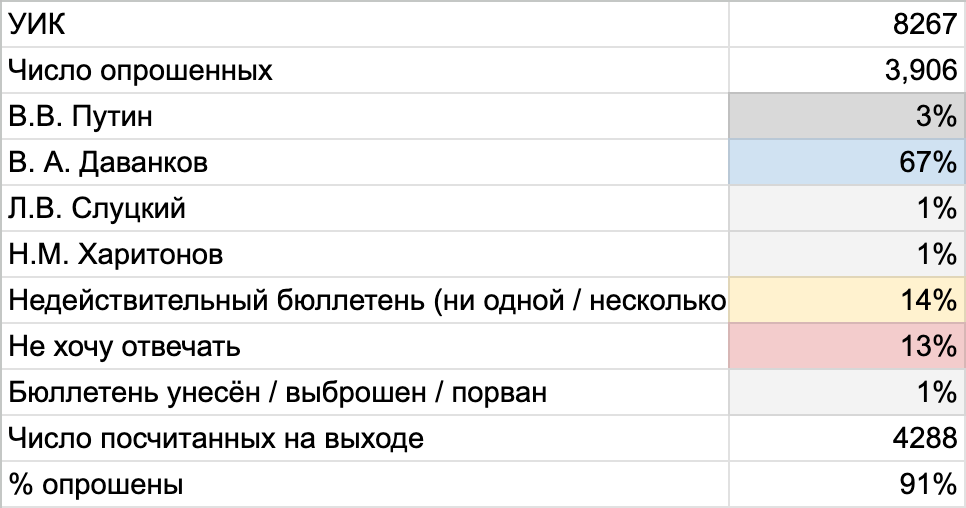 УИК 8267
Число опрошенных 3,906
В.В. Путин 3%
В. А. Даванков 67%
Л.В. Слуцкий 1%
Н.М. Харитонов 1%
Недействительный бюллетень (ни одной / несколько 14%
Не хочу отвечать 13%
Бюллетень унесён / выброшен / порван 1%
Число посчитанных на выходе 4288
% опрошены 91%